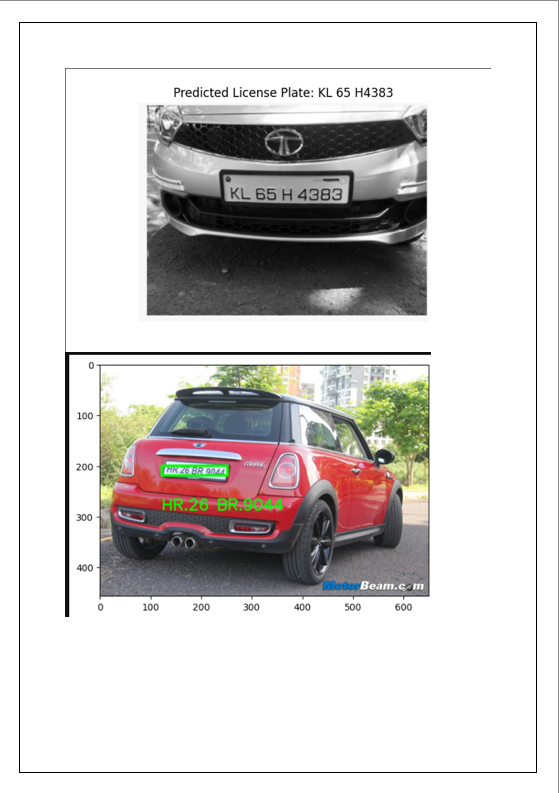 Predicted License Plate: KL 65 H4383
KL 65 H 4383
0
100
200
300
400
COOPER
HR.26 BR.9044
HR.26 BR.9044
MotorBeam.com
0 100 200 300 400 500 600